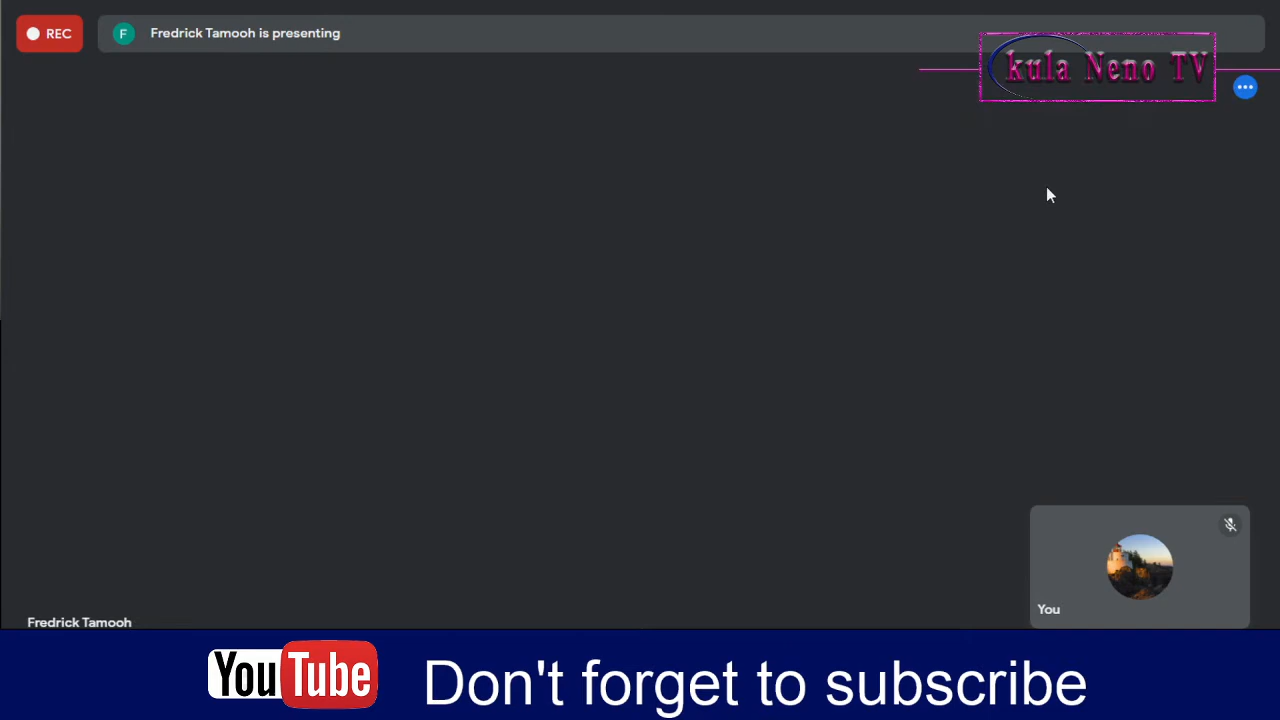 REC
F
Fredrick Tamooh is presenting
kula Neno TV
You
Fredrick Tamooh
YouTube
Don't forget to subscribe